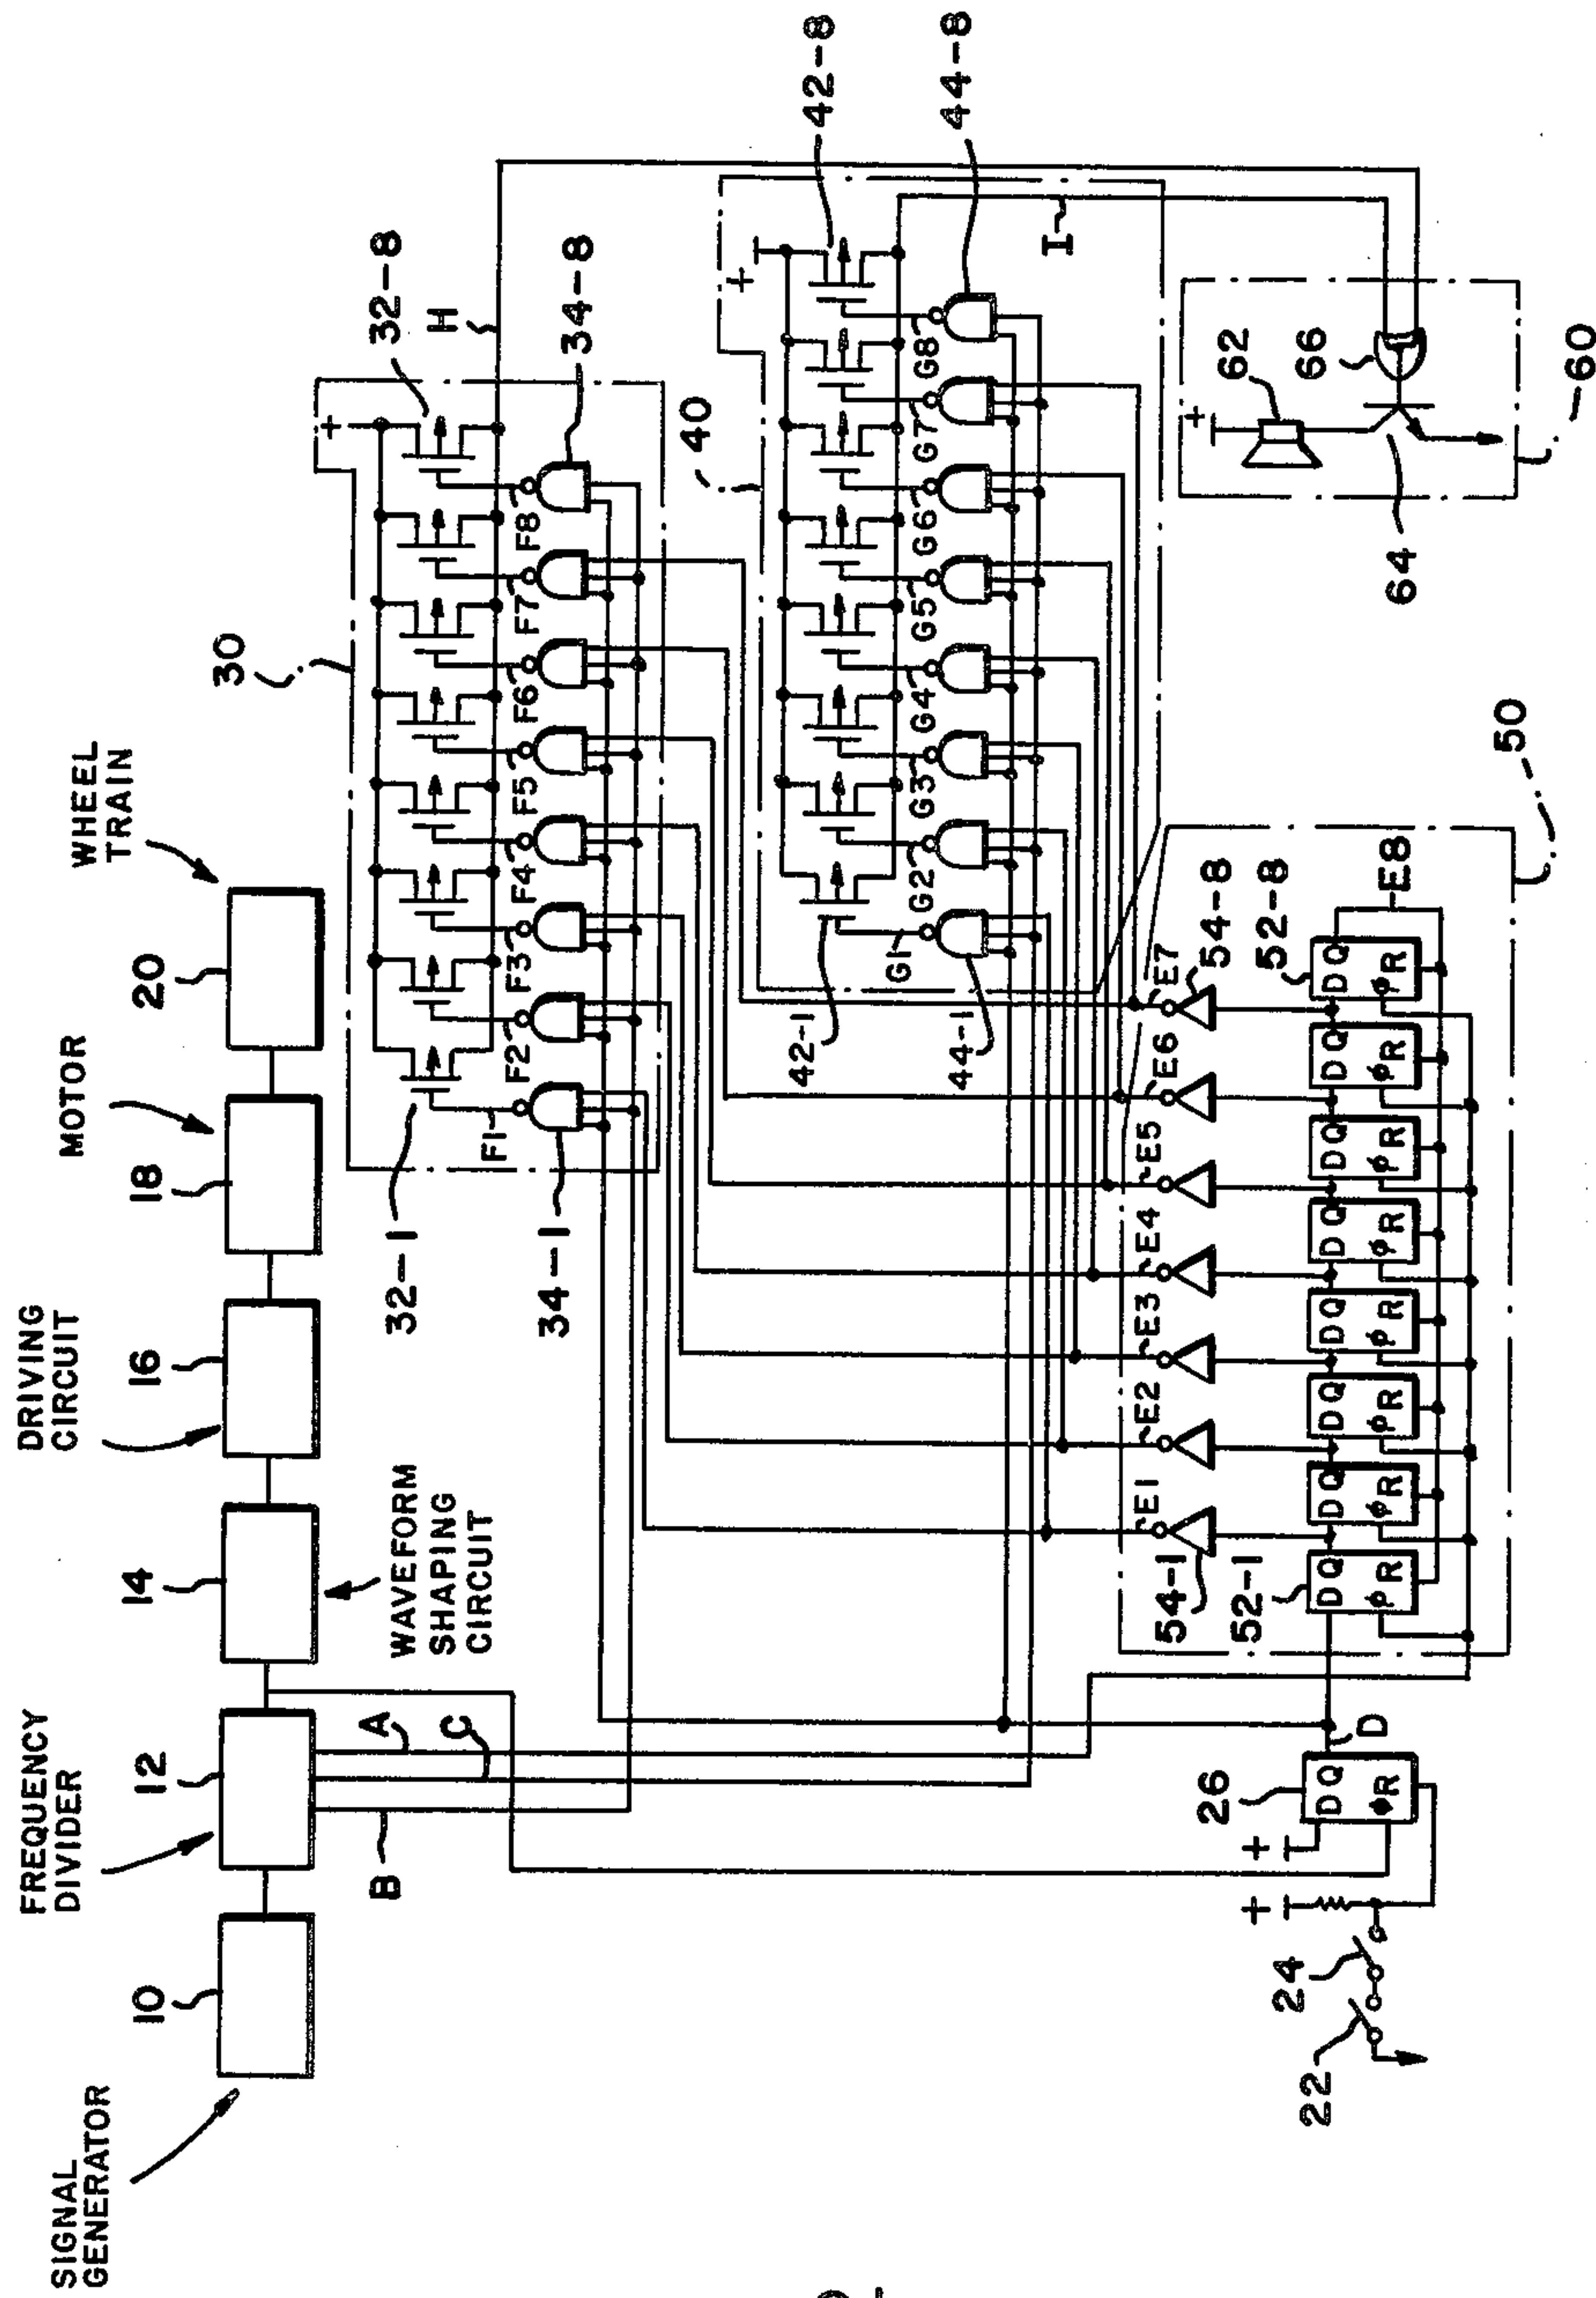 SIGNAL
GENERATOR
FREQUENCY
DIVIDER
WAVEFORM
SHAPING
CIRCUIT
DRIVING
CIRCUIT
MOTOR
WHEEL
TRAIN
10
12
14
16
18
20
B
C
A
30
32-1
34-1
+
32-8
H
34-8
F1
F2
F3
F4
F5
F6
F7
F8
40
42-1
44-1
+
42-8
44-8
G1
G2
G3
G4
G5
G6
G7
G8
I
E1
E2
E3
E4
E5
E6
E7
E8
54-1
54-8
52-1
52-8
50
D Q
φ R
D Q
φ R
D Q
φ R
D Q
φ R
D Q
φ R
D Q
φ R
D Q
φ R
D Q
φ R
22
24
+
+
26
D Q
φ R
D
+
62
66
64
60